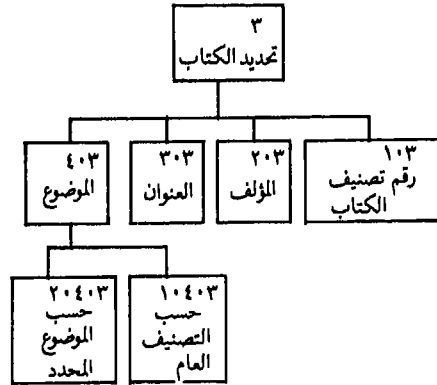 ٣
تحديد الكتاب
١٠٣
رقم تصنيف
الكتاب
٢٠٣
المؤلف
٣٠٣
العنوان
٤٠٣
الموضوع
١٠٤٠٣
حسب
التصنيف
العام
٢٠٤٠٣
حسب
الموضوع
المحدد